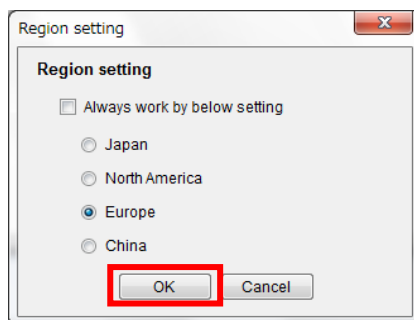 Region setting
Region setting
Always work by below setting
Japan
North America
Europe
China
OK Cancel